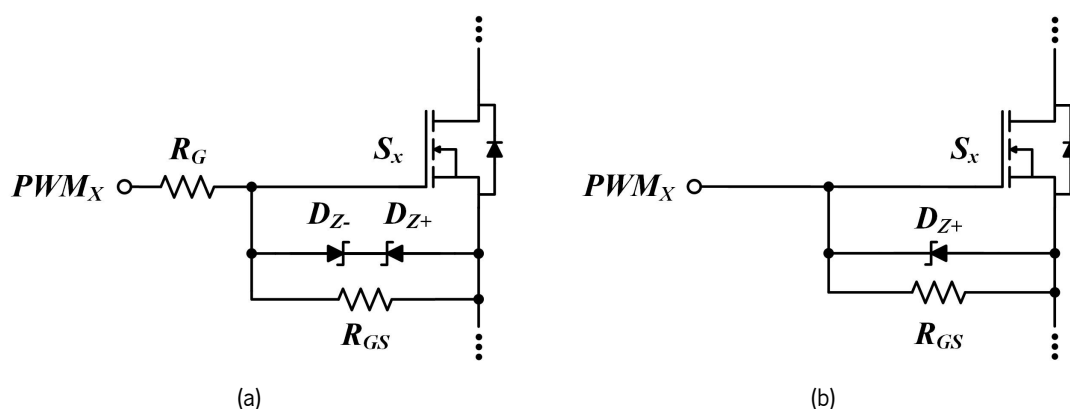 R_G
S_x
PWM_X
D_Z-
D_Z+
R_GS
(a)
S_x
PWM_X
D_Z+
R_GS
(b)